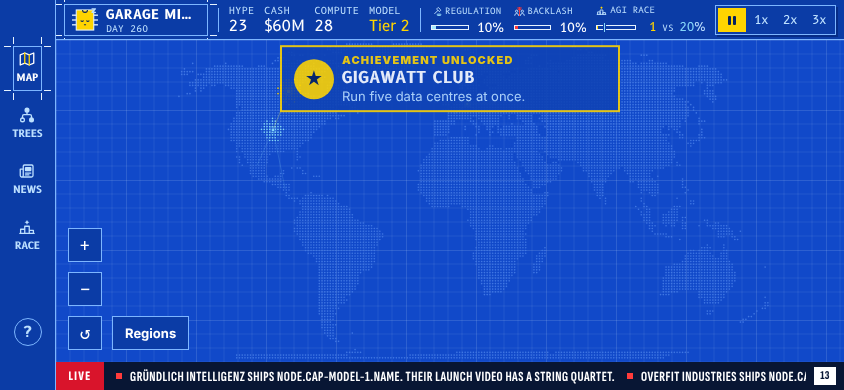 GARAGE MI...
DAY 260
HYPE
23
CASH
$60M
COMPUTE
28
MODEL
Tier 2
REGULATION
10%
BACKLASH
10%
AGI RACE
1 VS 20%
1x 2x 3x
MAP
TREES
NEWS
RACE
?
ACHIEVEMENT UNLOCKED
GIGAWATT CLUB
Run five data centres at once.
+
−
↺
Regions
LIVE
GRÜNDLICH INTELLIGENZ SHIPS NODE.CAP-MODEL-1.NAME. THEIR LAUNCH VIDEO HAS A STRING QUARTET.
OVERFIT INDUSTRIES SHIPS NODE.CA
13